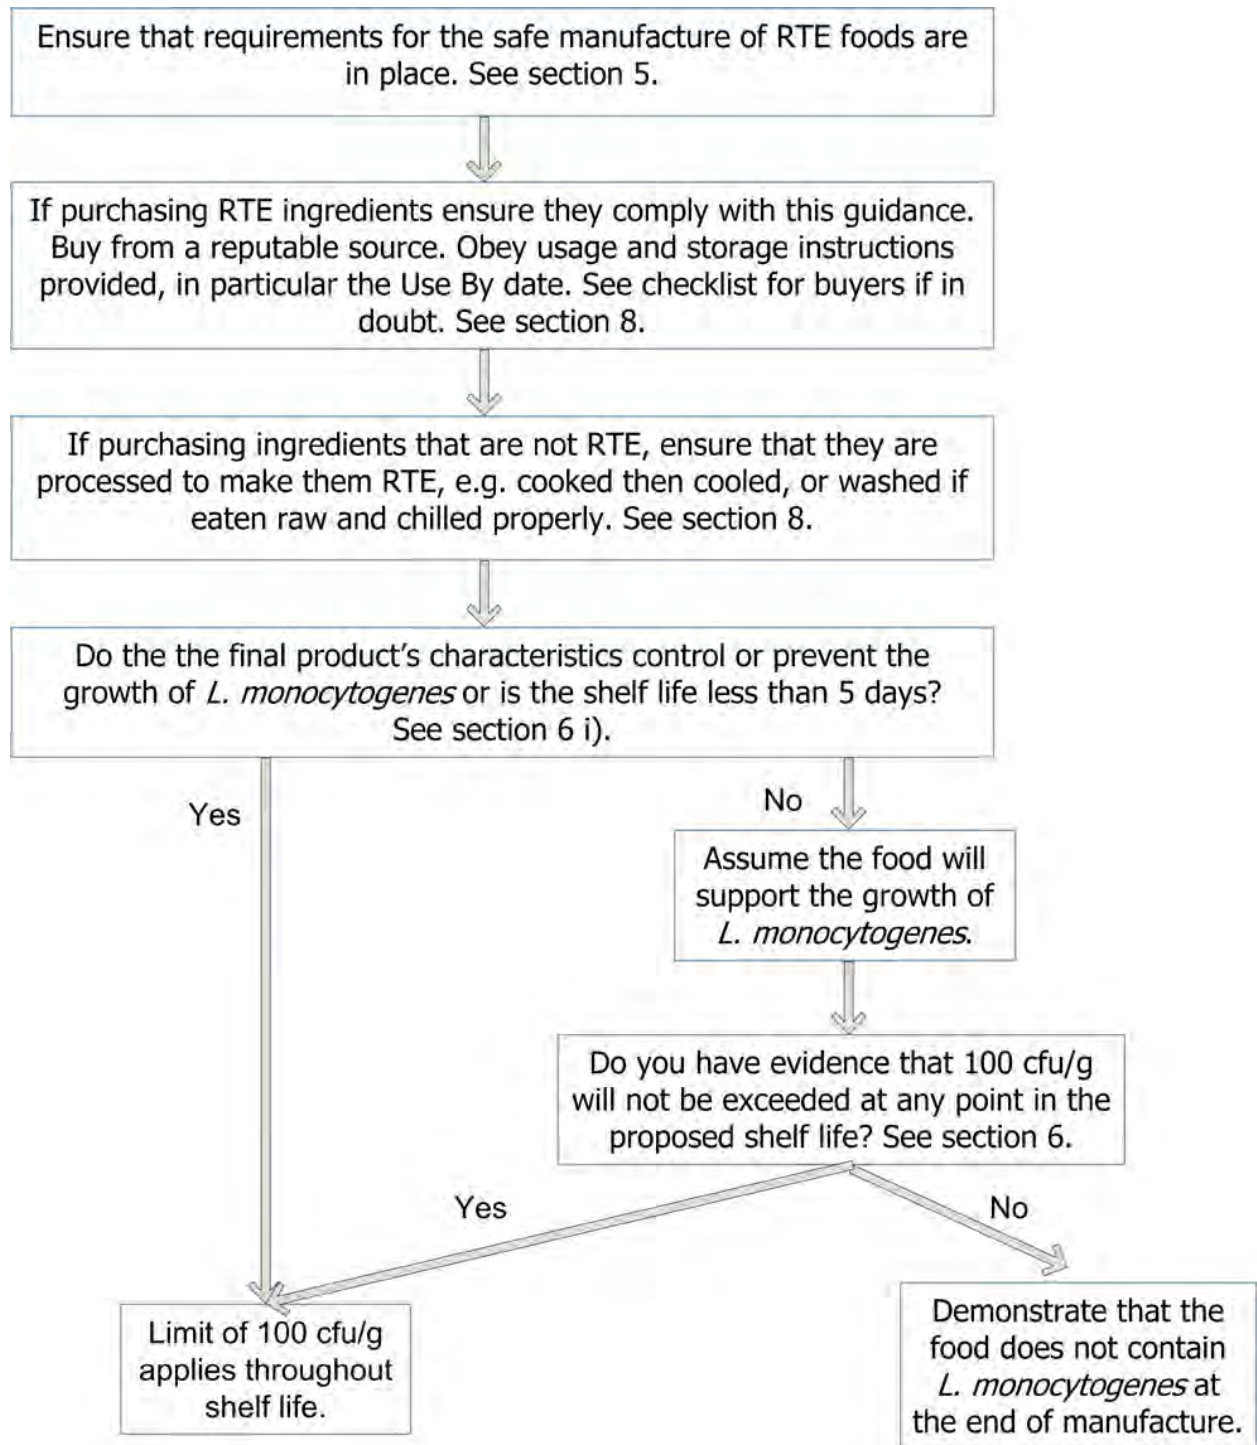 Ensure that requirements for the safe manufacture of RTE foods are
in place. See section 5.
If purchasing RTE ingredients ensure they comply with this guidance.
Buy from a reputable source. Obey usage and storage instructions
provided, in particular the Use By date. See checklist for buyers if in
doubt. See section 8.
If purchasing ingredients that are not RTE, ensure that they are
processed to make them RTE, e.g. cooked then cooled, or washed if
eaten raw and chilled properly. See section 8.
Do the the final product’s characteristics control or prevent the
growth of L. monocytogenes or is the shelf life less than 5 days?
See section 6 i).
Yes
No
Assume the food will
support the growth of
L. monocytogenes.
Do you have evidence that 100 cfu/g
will not be exceeded at any point in the
proposed shelf life? See section 6.
Yes
No
Limit of 100 cfu/g
applies throughout
shelf life.
Demonstrate that the
food does not contain
L. monocytogenes at
the end of manufacture.